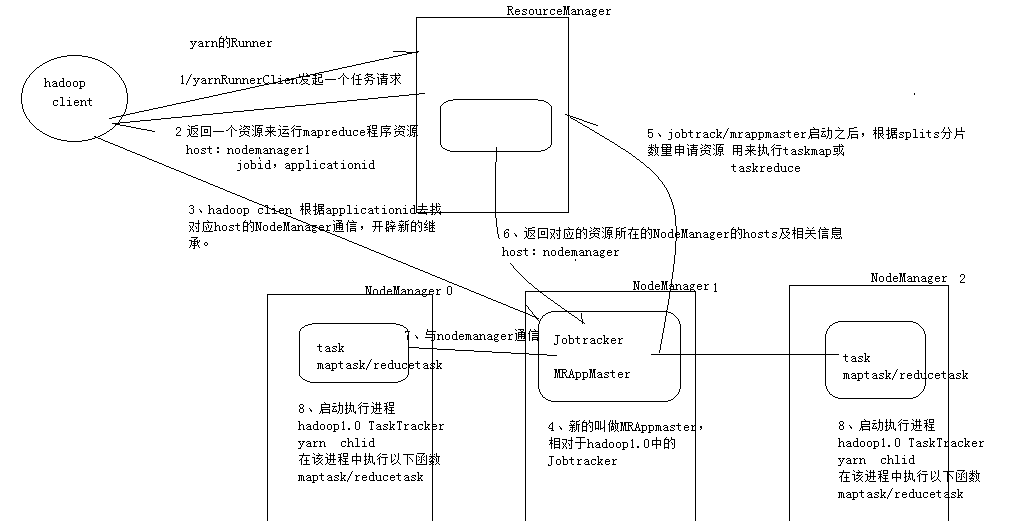 ResourceManager
yarn的Runner
hadoop
client
1/yarnRunnerClien发起一个任务请求
2 返回一个资源来运行mapreduce程序资源
host: nodemanager1
jobid, applicationid
5、jobtrack/mrappmaster启动之后，根据splits分片
数量申请资源 用来执行taskmap或
taskreduce
3、hadoop clien 根据applicationid去找
对应host的NodeManager通信，开辟新的继
承。
6、返回对应的资源所在的NodeManager的hosts及相关信息
host: nodemanager
NodeManager 0
NodeManager 1
NodeManager 2
7、与nodemanager通信
task
maptask/reducetask
Jobtracker
MRAppMaster
task
maptask/reducetask
8、启动执行进程
hadoop1.0 TaskTracker
yarn chlid
在该进程中执行以下函数
maptask/reducetask
4、新的叫做MRAppmaster，
相对于hadoop1.0中的
Jobtracker
8、启动执行进程
hadoop1.0 TaskTracker
yarn chlid
在该进程中执行以下函数
maptask/reducetask